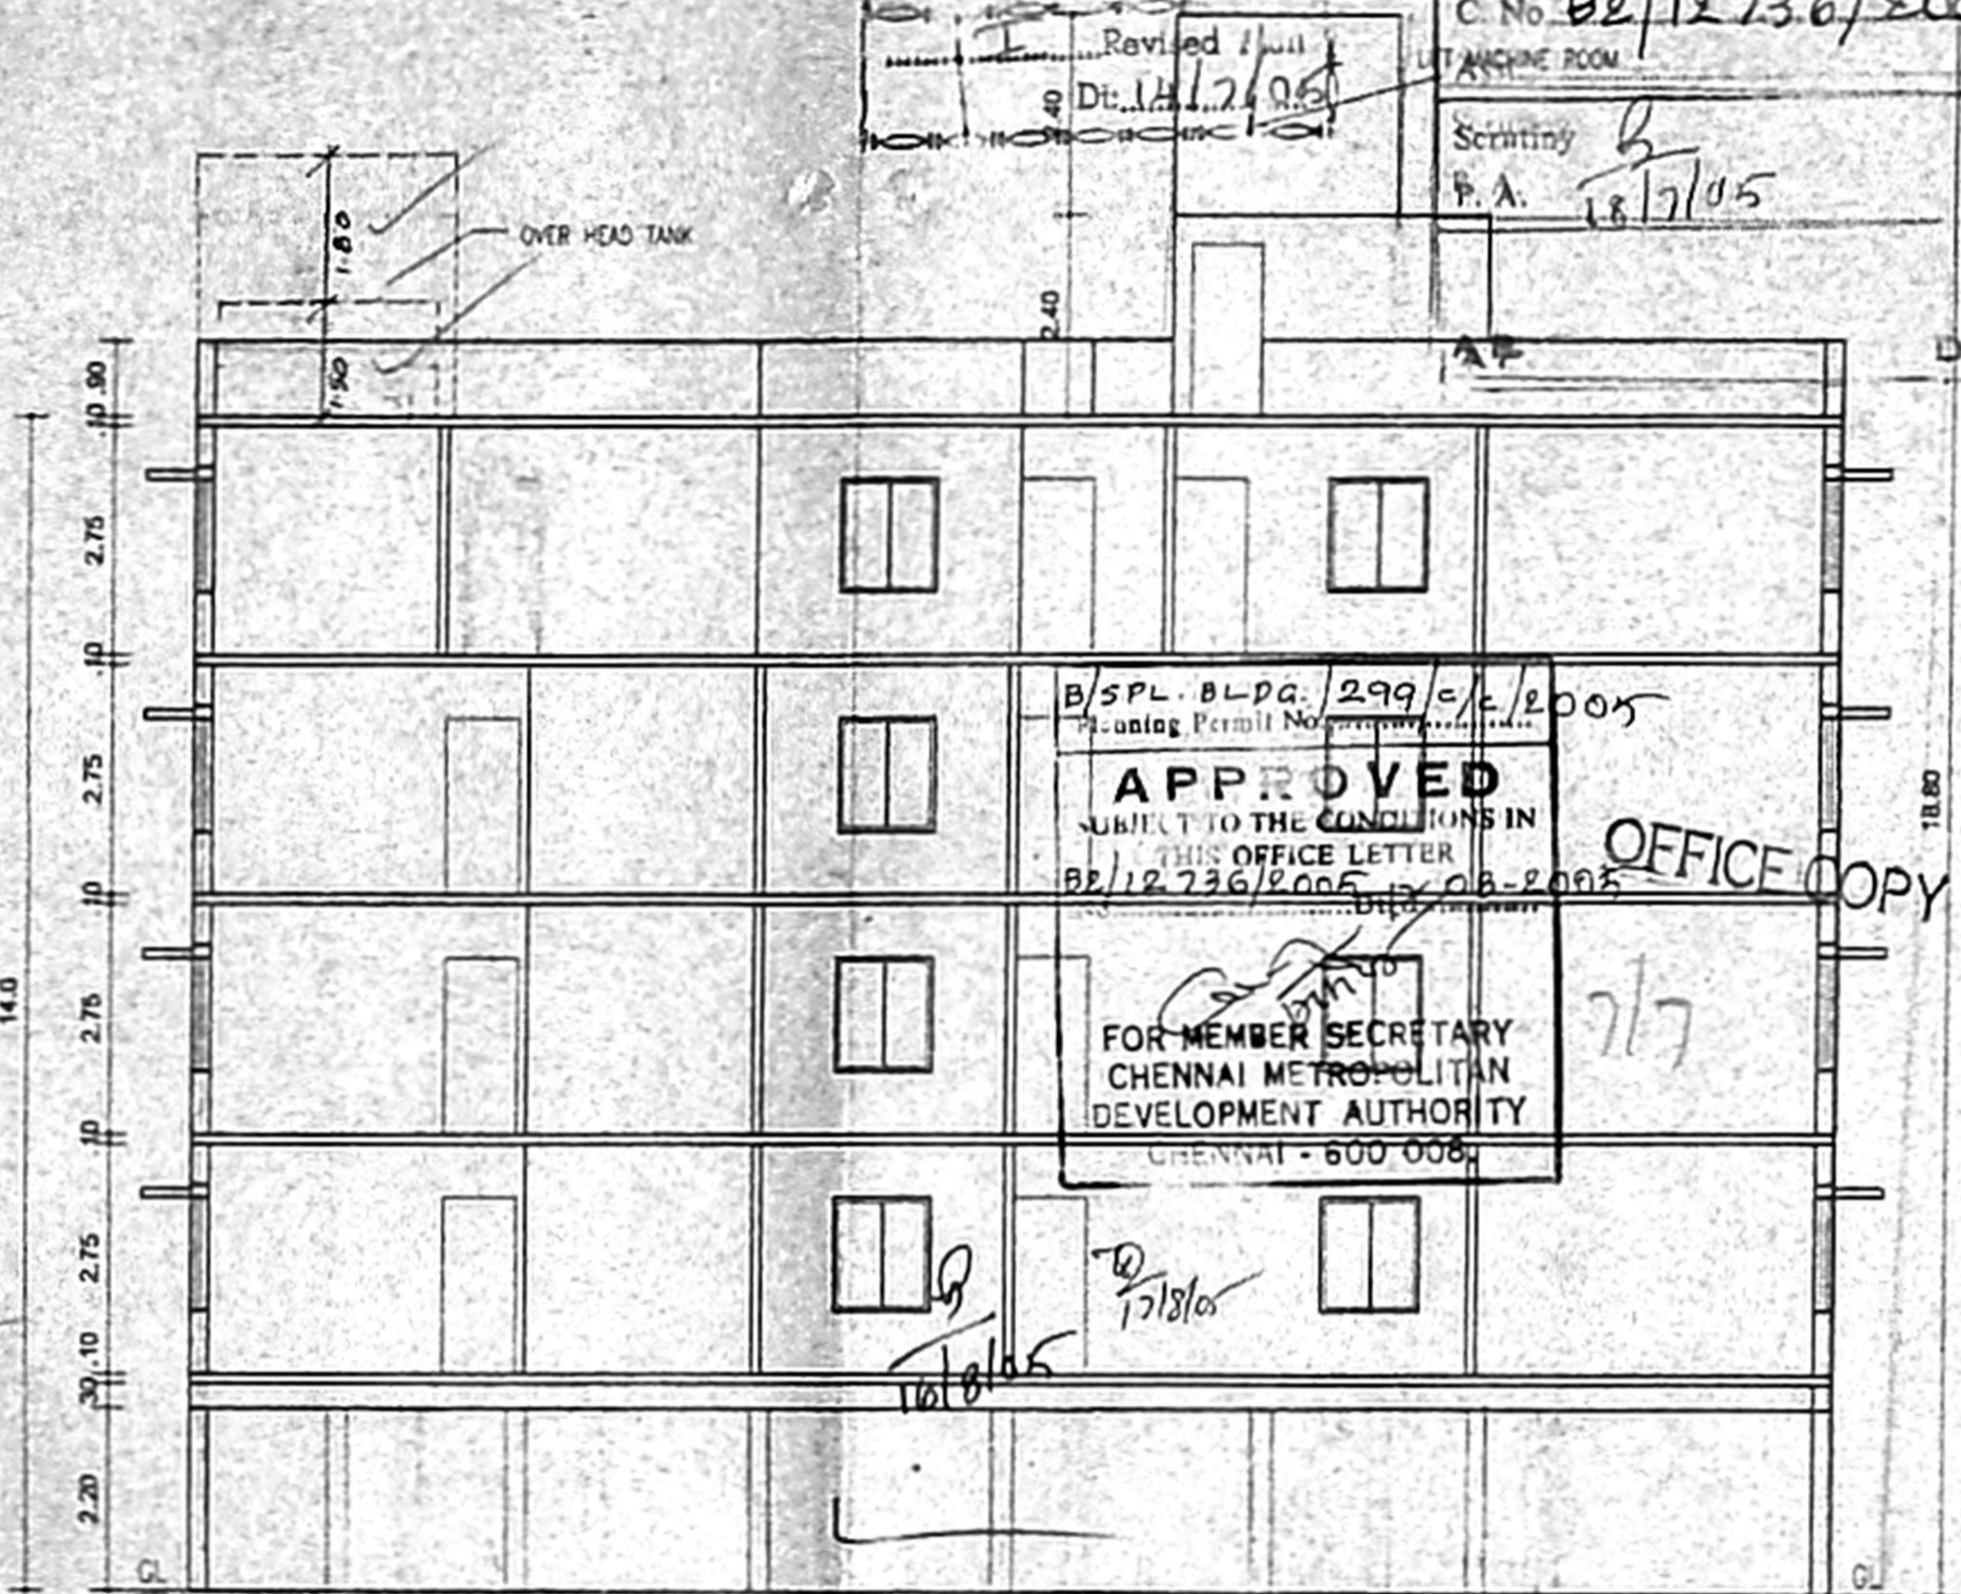 C. No B2/12736/
I Revised
Dt: 14/7/05
LIFT MACHINE ROOM
Scrutiny
P. A. 18/7/05
.40
2.40
OVER HEAD TANK
1.80
1.50
.90
.10
2.75
.10
2.75
.10
2.75
.10
2.75
.10
.30
2.20
14.0
18.80
B/SPL. BLDG./299/c/c/2005
Planning Permit No
APPROVED
SUBJECT TO THE CONDITIONS IN
THIS OFFICE LETTER
B2/12736/2005 Dtd 08-2005
FOR MEMBER SECRETARY
CHENNAI METROPOLITAN
DEVELOPMENT AUTHORITY
CHENNAI - 600 008.
OFFICE COPY
7/7
17/8/05
16/8/05
GL
GL